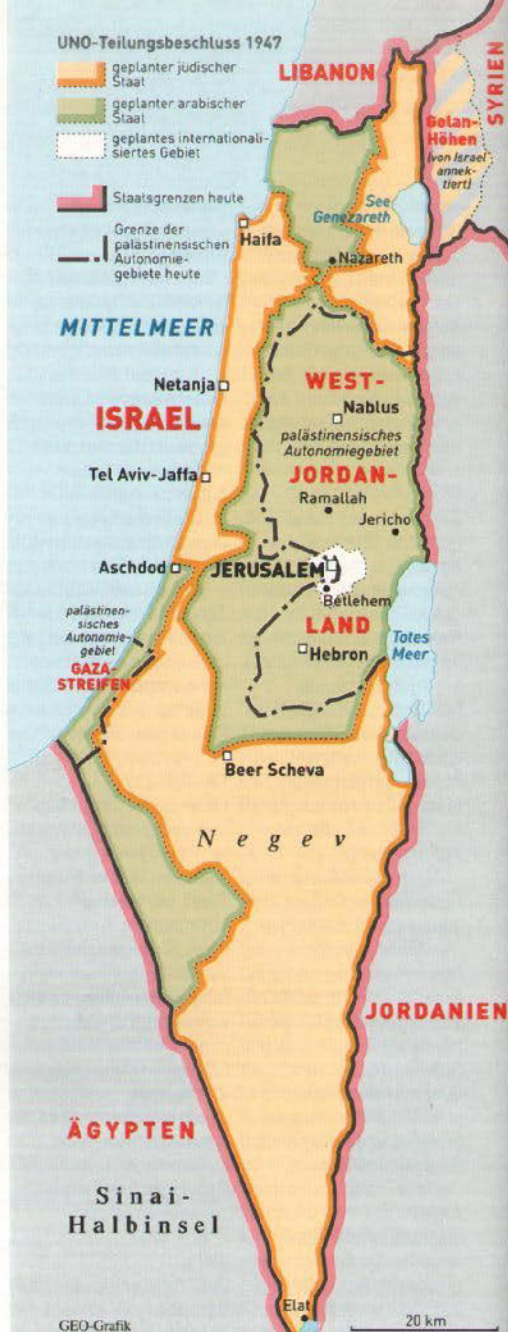 UNO-Teilungsbeschluss 1947
geplanter jüdischer
Staat
geplanter arabischer
Staat
geplantes internationali-
siertes Gebiet
Staatsgrenzen heute
Grenze der
palästinensischen
Autonomie-
gebiete heute
LIBANON
SYRIEN
Golan-
Höhen
(von Israel
annek-
tiert)
See
Genezareth
Haifa
Nazareth
MITTELMEER
Netanja
WEST-
ISRAEL
Nablus
palästinensisches
Autonomiegebiet
Tel Aviv-Jaffa
JORDAN-
Ramallah
Jericho
Aschdod
JERUSALEM
Betlehem
palästinen-
sisches
Autonomie-
gebiet
GAZA-
STREIFEN
LAND
Hebron
Totes
Meer
Beer Scheva
Negev
JORDANIEN
ÄGYPTEN
Sinai-
Halbinsel
Elat
GEO-Grafik
20 km